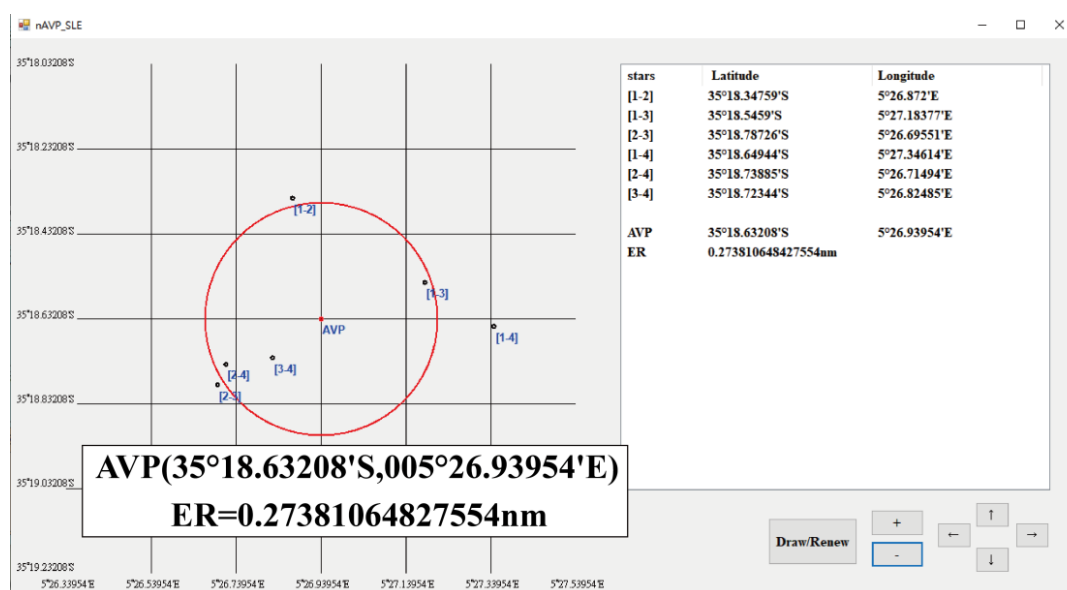 nAVP_SLE
35°18.03208'S
35°18.23208'S
35°18.43208'S
35°18.63208'S
35°18.83208'S
35°19.03208'S
35°19.23208'S
5°26.33954'E 5°26.53954'E 5°26.73954'E 5°26.93954'E 5°27.13954'E 5°27.33954'E 5°27.53954'E
[1-2]
[1-3]
AVP
[1-4]
[3-4]
[2-4]
[2-3]
AVP(35°18.63208'S,005°26.93954'E)
ER=0.27381064827554nm
stars Latitude Longitude
[1-2] 35°18.34759'S 5°26.872'E
[1-3] 35°18.5459'S 5°27.18377'E
[2-3] 35°18.78726'S 5°26.69551'E
[1-4] 35°18.64944'S 5°27.34614'E
[2-4] 35°18.73885'S 5°26.71494'E
[3-4] 35°18.72344'S 5°26.82485'E
AVP 35°18.63208'S 5°26.93954'E
ER 0.273810648427554nm
Draw/Renew
+
-
←
↑
↓
→